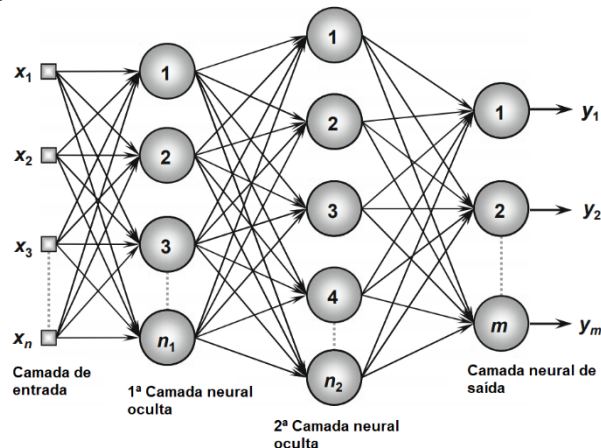 x1
x2
x3
xn
1
2
3
n1
1
2
3
4
n2
1
2
m
y1
y2
ym
Camada de
entrada
1ª Camada neural
oculta
2ª Camada neural
oculta
Camada neural de
saída